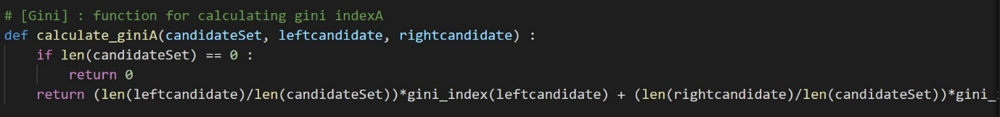 # [Gini] : function for calculating gini indexA
def calculate_giniA(candidateSet, leftcandidate, rightcandidate) :
    if len(candidateSet) == 0 :
        return 0
    return (len(leftcandidate)/len(candidateSet))*gini_index(leftcandidate) + (len(rightcandidate)/len(candidateSet))*gini_